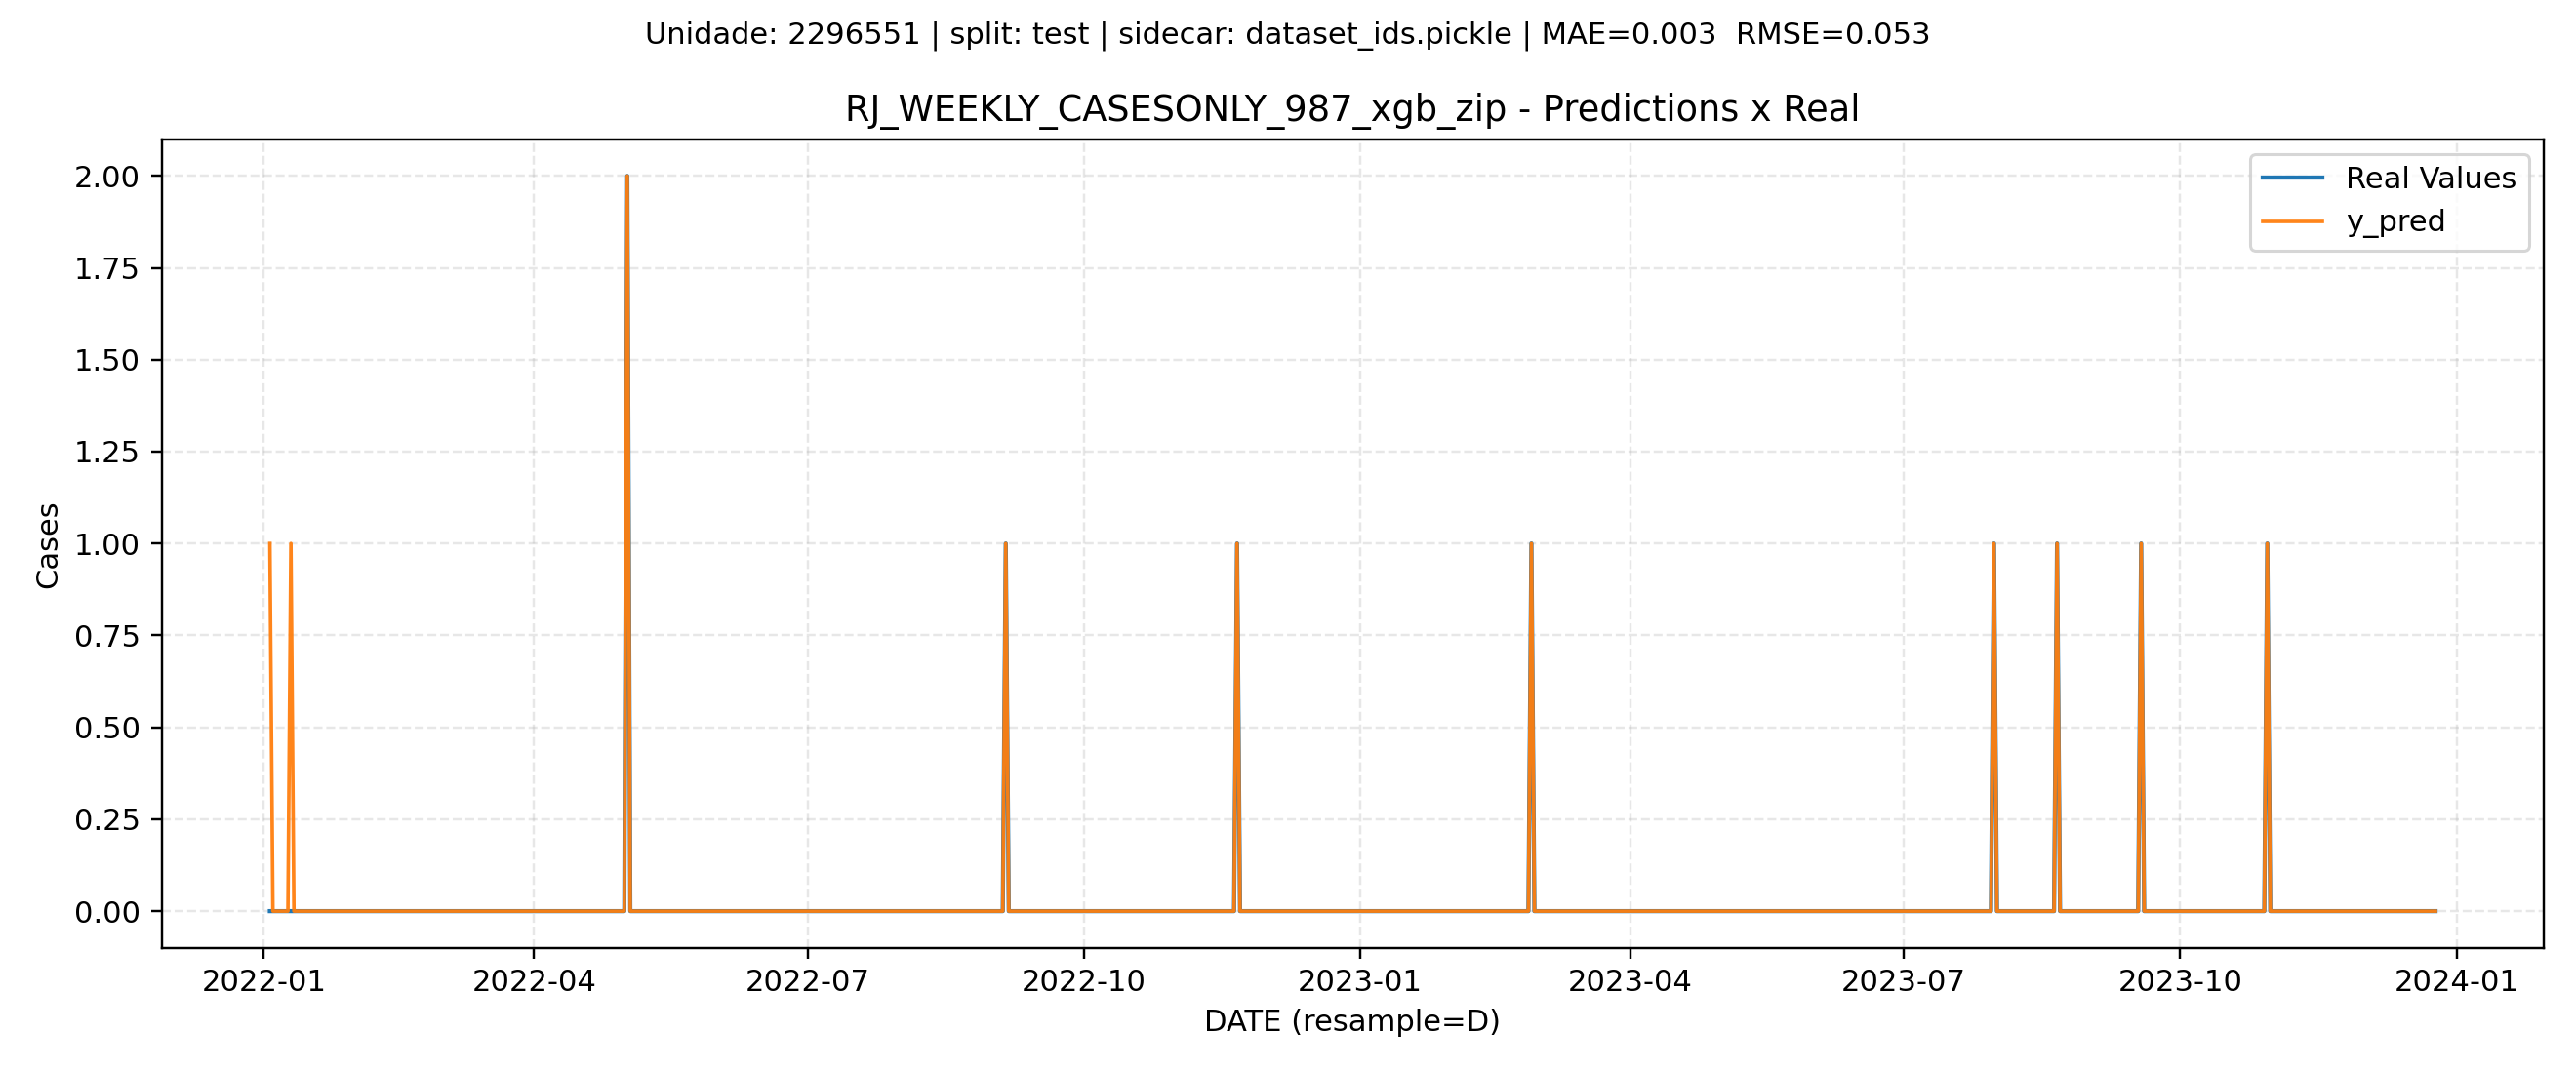 Unidade: 2296551 | split: test | sidecar: dataset_ids.pickle | MAE=0.003  RMSE=0.053
RJ_WEEKLY_CASESONLY_987_xgb_zip - Predictions x Real
Real Values
y_pred
Cases
2.00
1.75
1.50
1.25
1.00
0.75
0.50
0.25
0.00
2022-01 2022-04 2022-07 2022-10 2023-01 2023-04 2023-07 2023-10 2024-01
DATE (resample=D)